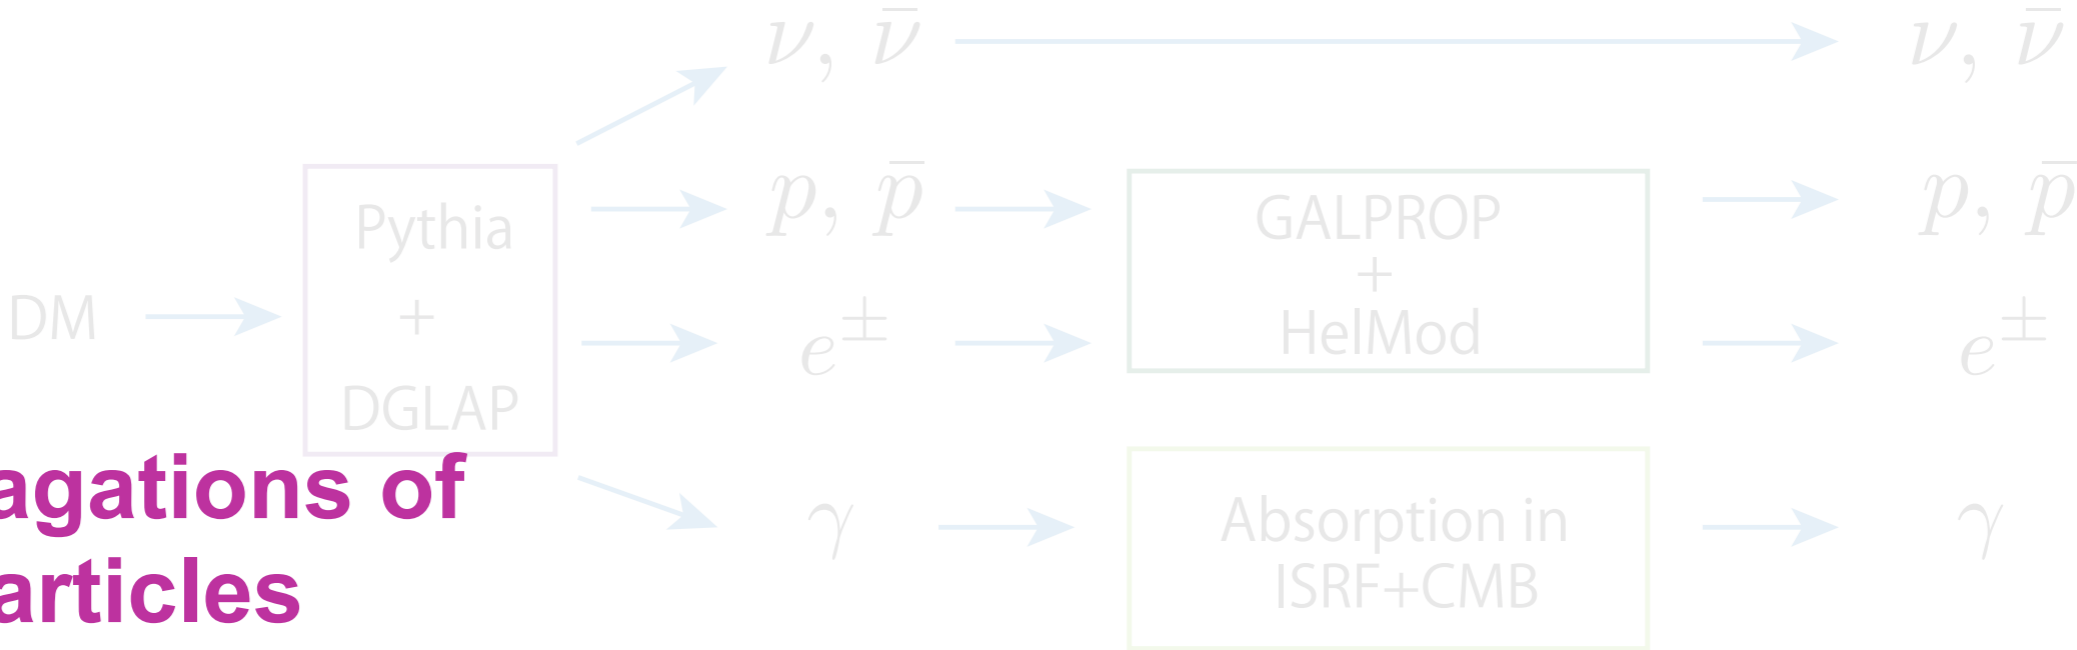 ν, ν̄ ν, ν̄
p, p̄ p, p̄
Pythia
+
DGLAP
GALPROP
+
HelMod
DM
e± e±
agations of
articles
γ
Absorption in
ISRF+CMB
γ